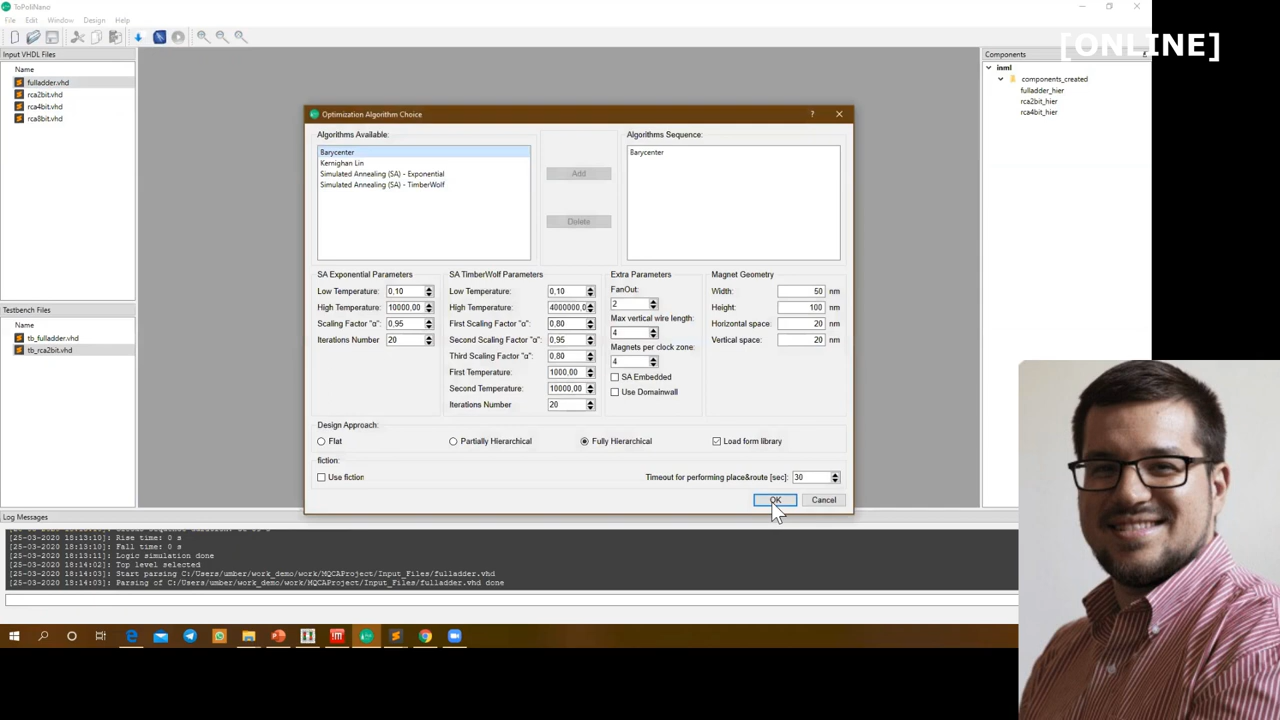 ToPoliNano
File Edit Window Design Help
[ONLINE]
Input VHDL Files
Name
fulladder.vhd
rca2bit.vhd
rca4bit.vhd
rca8bit.vhd
Testbench Files
Name
tb_fulladder.vhd
tb_rca2bit.vhd
Components
inml
components_created
fulladder_hier
rca2bit_hier
rca4bit_hier
Optimization Algorithm Choice
Algorithms Available:
Barycenter
Kernighan Lin
Simulated Annealing (SA) - Exponential
Simulated Annealing (SA) - TimberWolf
Add
Delete
Algorithms Sequence:
Barycenter
SA Exponential Parameters
Low Temperature: 0,10
High Temperature: 10000,00
Scaling Factor "α": 0,95
Iterations Number 20
SA TimberWolf Parameters
Low Temperature: 0,10
High Temperature: 4000000,0
First Scaling Factor "α": 0,80
Second Scaling Factor "α": 0,95
Third Scaling Factor "α": 0,80
First Temperature: 1000,00
Second Temperature: 10000,00
Iterations Number 20
Extra Parameters
FanOut:
2
Max vertical wire length:
4
Magnets per clock zone:
4
SA Embedded
Use Domainwall
Magnet Geometry
Width: 50 nm
Height: 100 nm
Horizontal space: 20 nm
Vertical space: 20 nm
Design Approach:
Flat Partially Hierarchical Fully Hierarchical Load form library
fiction:
Use fiction Timeout for performing place&route [sec]: 30
OK Cancel
Log Messages
[25-03-2020 18:13:10]: Rise time: 0 s
[25-03-2020 18:13:10]: Fall time: 0 s
[25-03-2020 18:13:11]: Logic simulation done
[25-03-2020 18:14:02]: Top level selected
[25-03-2020 18:14:03]: Start parsing C:/Users/umber/work_demo/work/MQCAProject/Input_Files/fulladder.vhd
[25-03-2020 18:14:03]: Parsing of C:/Users/umber/work_demo/work/MQCAProject/Input_Files/fulladder.vhd done